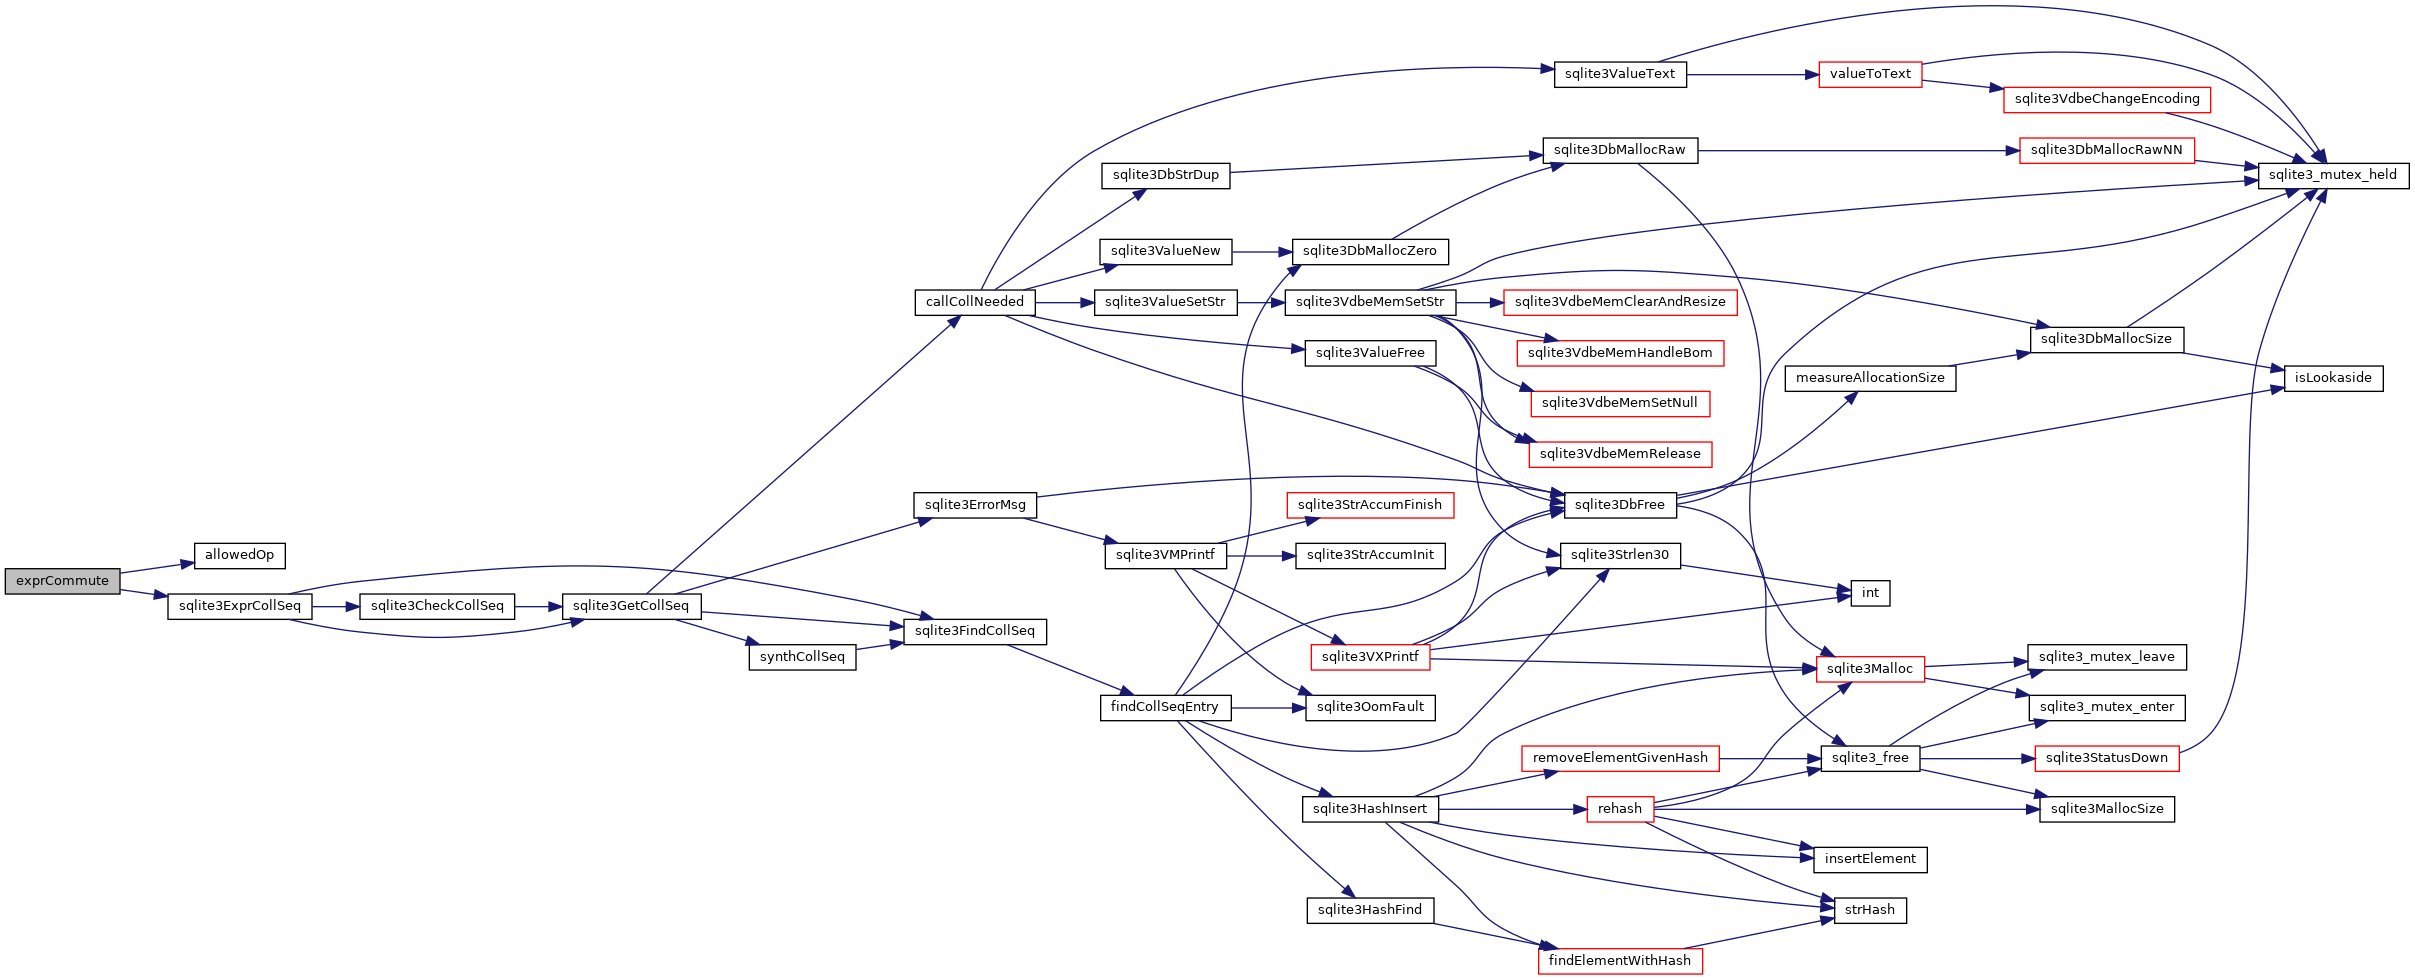 exprCommute
allowedOp
sqlite3ExprCollSeq
sqlite3CheckCollSeq
sqlite3GetCollSeq
synthCollSeq
callCollNeeded
sqlite3ErrorMsg
sqlite3FindCollSeq
sqlite3DbStrDup
sqlite3ValueNew
sqlite3ValueSetStr
sqlite3VMPrintf
findCollSeqEntry
sqlite3DbMallocZero
sqlite3VdbeMemSetStr
sqlite3ValueFree
sqlite3StrAccumFinish
sqlite3StrAccumInit
sqlite3VXPrintf
sqlite3OomFault
sqlite3HashInsert
sqlite3HashFind
sqlite3ValueText
sqlite3DbMallocRaw
sqlite3VdbeMemClearAndResize
sqlite3VdbeMemHandleBom
sqlite3VdbeMemSetNull
sqlite3VdbeMemRelease
sqlite3DbFree
sqlite3Strlen30
removeElementGivenHash
rehash
findElementWithHash
valueToText
measureAllocationSize
int
sqlite3Malloc
sqlite3_free
insertElement
strHash
sqlite3VdbeChangeEncoding
sqlite3DbMallocRawNN
sqlite3DbMallocSize
sqlite3_mutex_leave
sqlite3_mutex_enter
sqlite3StatusDown
sqlite3MallocSize
sqlite3_mutex_held
isLookaside